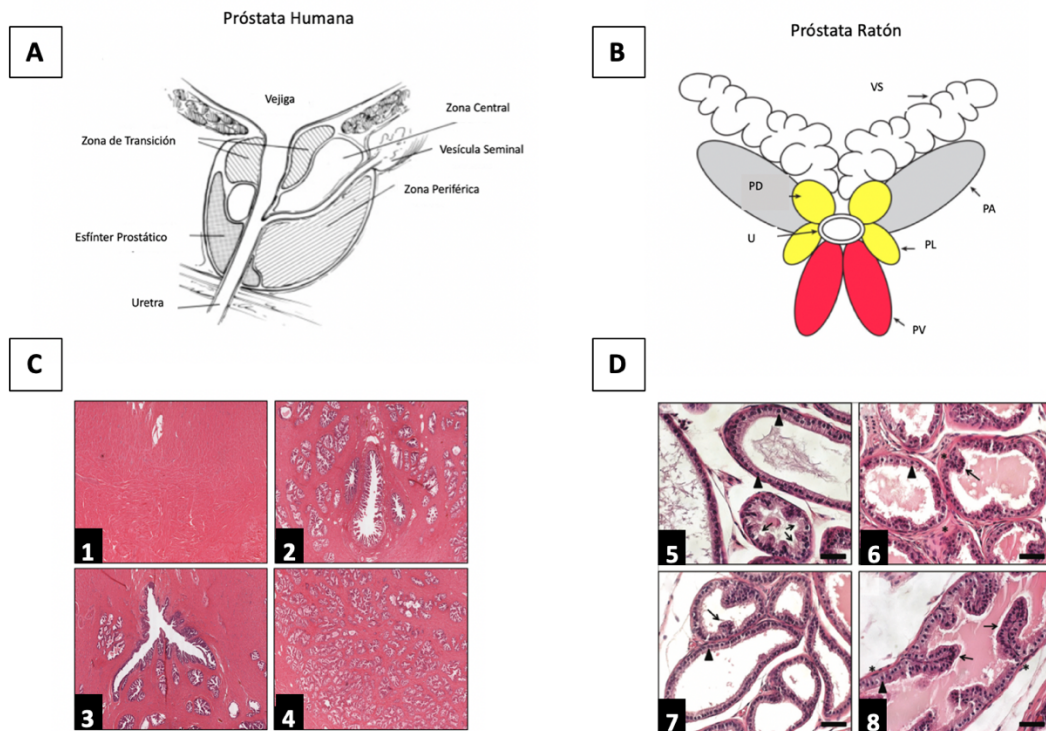 A
Próstata Humana
Vejiga
Zona Central
Zona de Transición
Vesícula Seminal
Zona Periférica
Esfínter Prostático
Uretra
B
Próstata Ratón
VS
PD
PA
U
PL
PV
C
1
2
3
4
D
5
6
7
8